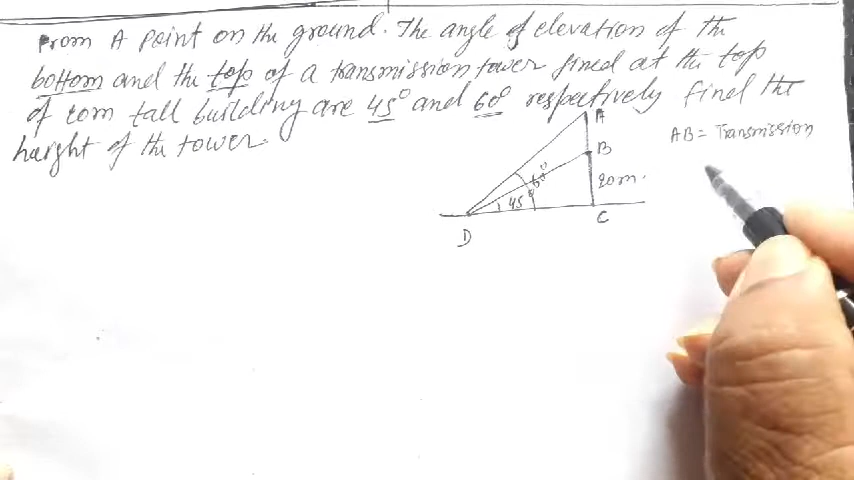 From A point on the ground. The angle of elevation of the
bottom and the top of a transmission tower fined at the top
of 20m tall building are 45° and 60° respectively find the
harght of the tower.
A
AB = Transmission
B
60°
20m.
45°
C
D